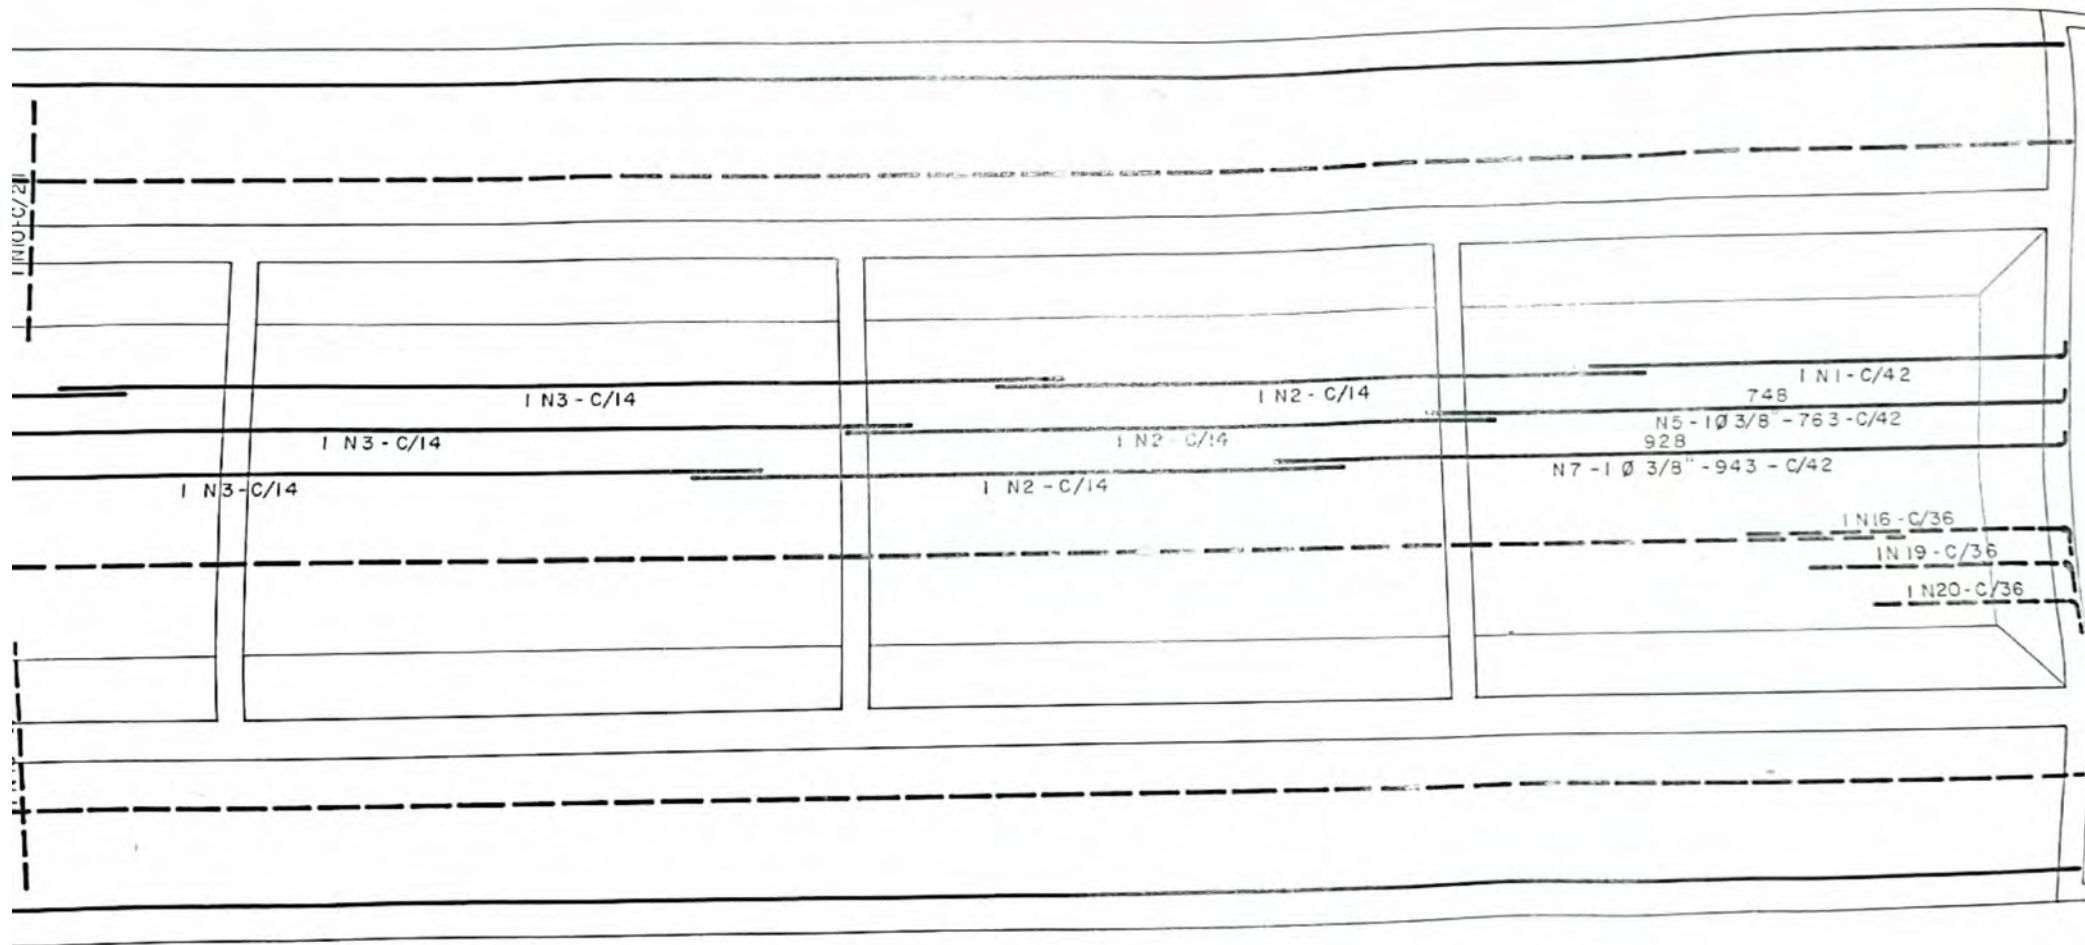 1 N10-C/21
1 N1-C/42
1 N3 - C/14
1 N2 - C/14
748
N5 - 1Ø 3/8" - 763 - C/42
1 N3 - C/14
1 N2 - C/14
928
N7 - 1 Ø 3/8" - 943 - C/42
1 N3 - C/14
1 N2 - C/14
1 N16 - C/36
1 N19 - C/36
1 N20 - C/36